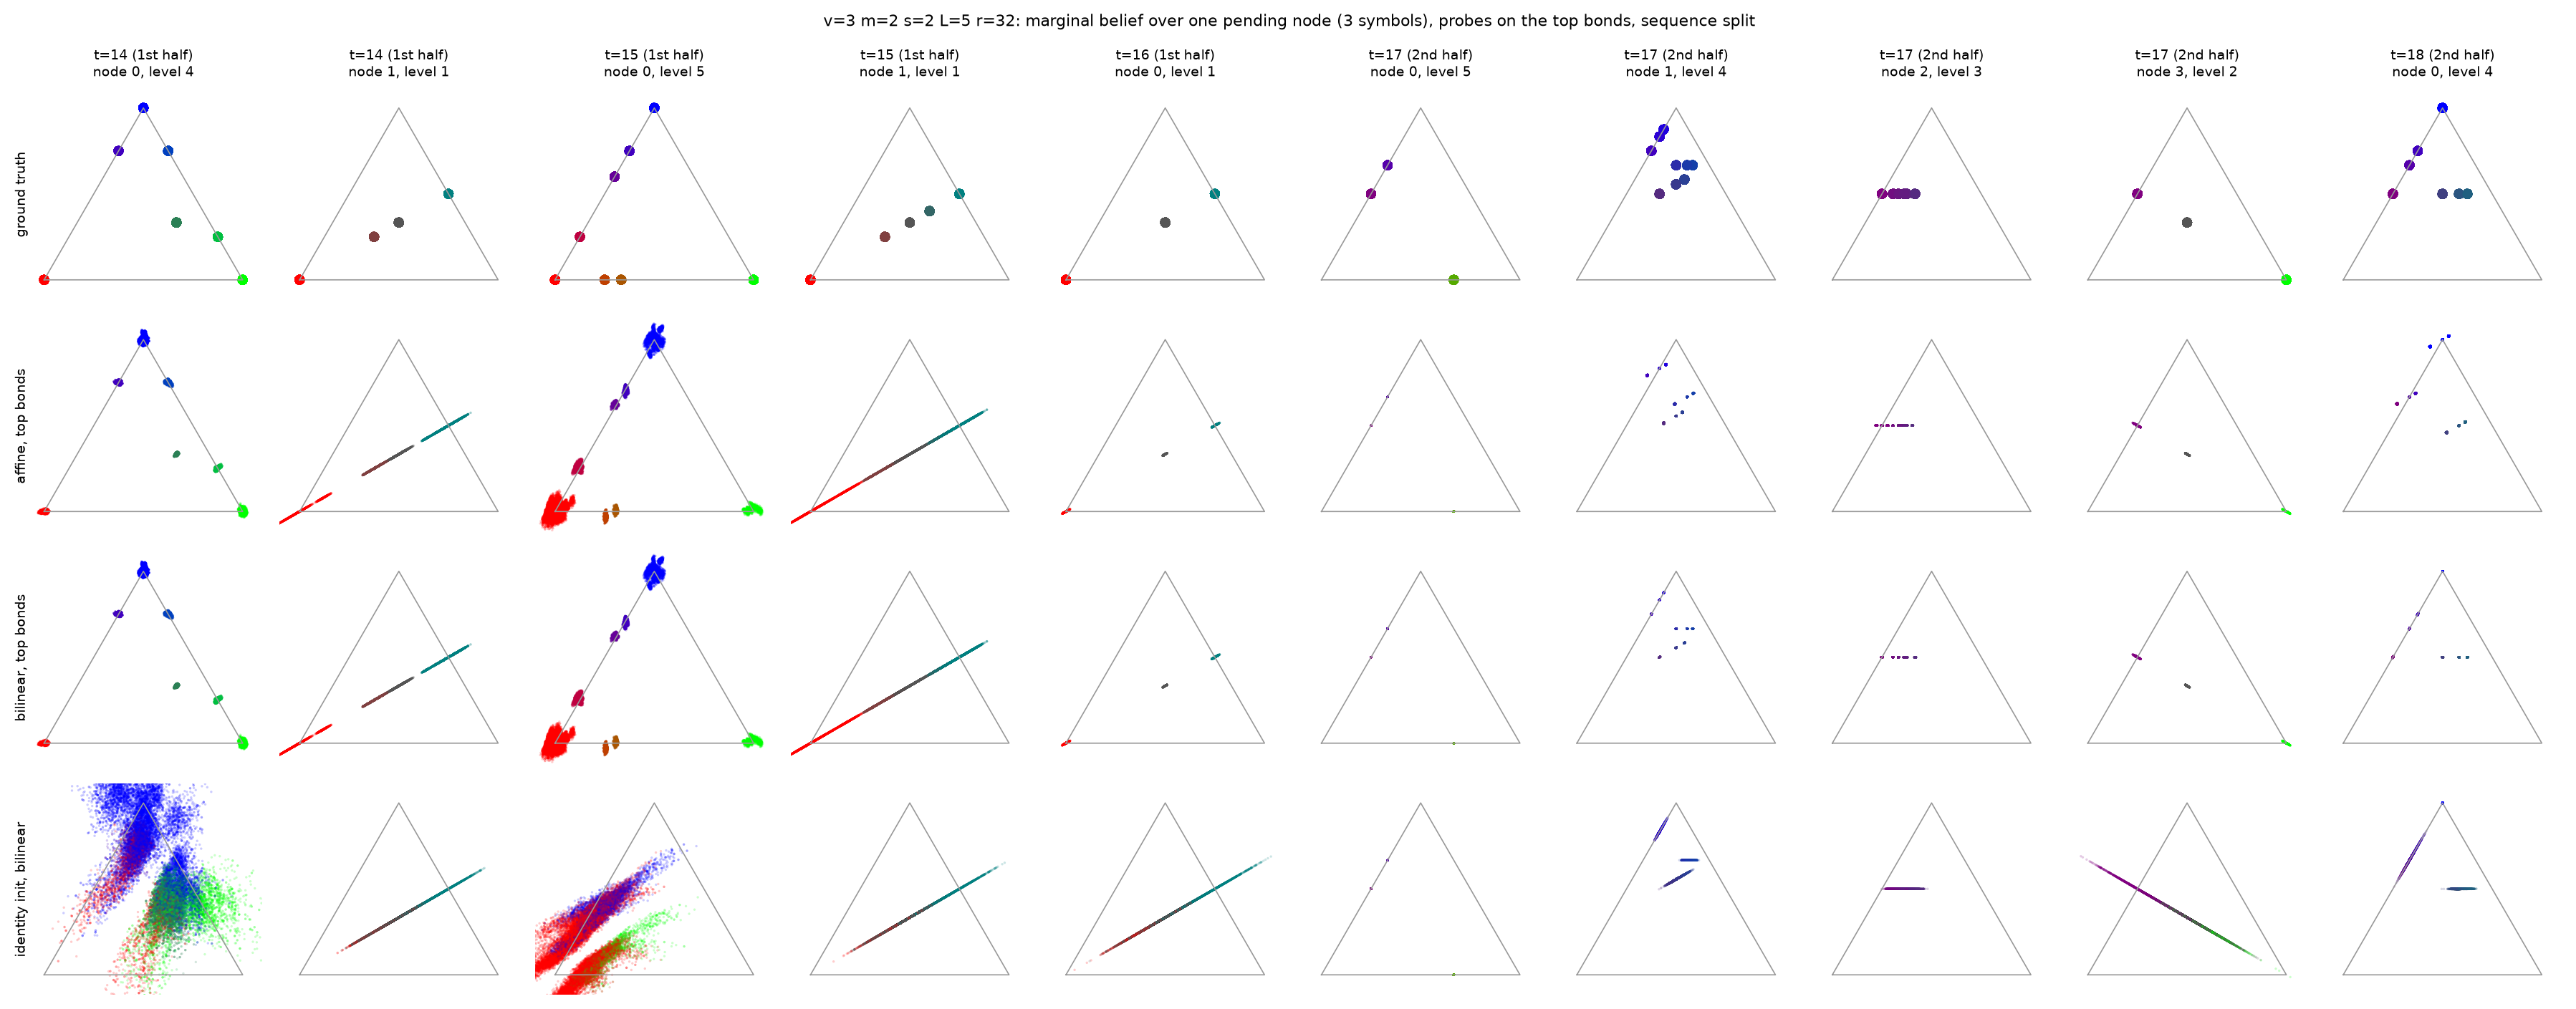 v=3 m=2 s=2 L=5 r=32: marginal belief over one pending node (3 symbols), probes on the top bonds, sequence split
t=14 (1st half)
node 0, level 4
t=14 (1st half)
node 1, level 1
t=15 (1st half)
node 0, level 5
t=15 (1st half)
node 1, level 1
t=16 (1st half)
node 0, level 1
t=17 (2nd half)
node 0, level 5
t=17 (2nd half)
node 1, level 4
t=17 (2nd half)
node 2, level 3
t=17 (2nd half)
node 3, level 2
t=18 (2nd half)
node 0, level 4
ground truth
affine, top bonds
bilinear, top bonds
identity init, bilinear